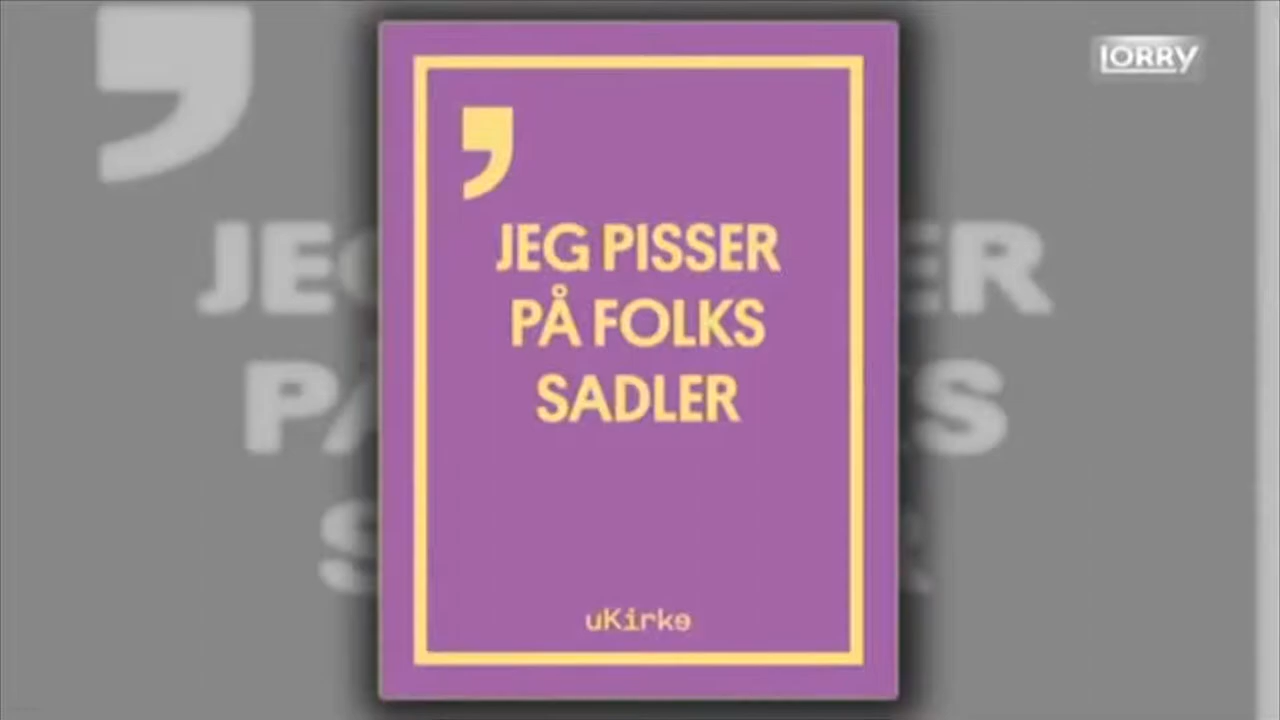 LORRY
,
JEG PISSER
PÅ FOLKS
SADLER
uKirke